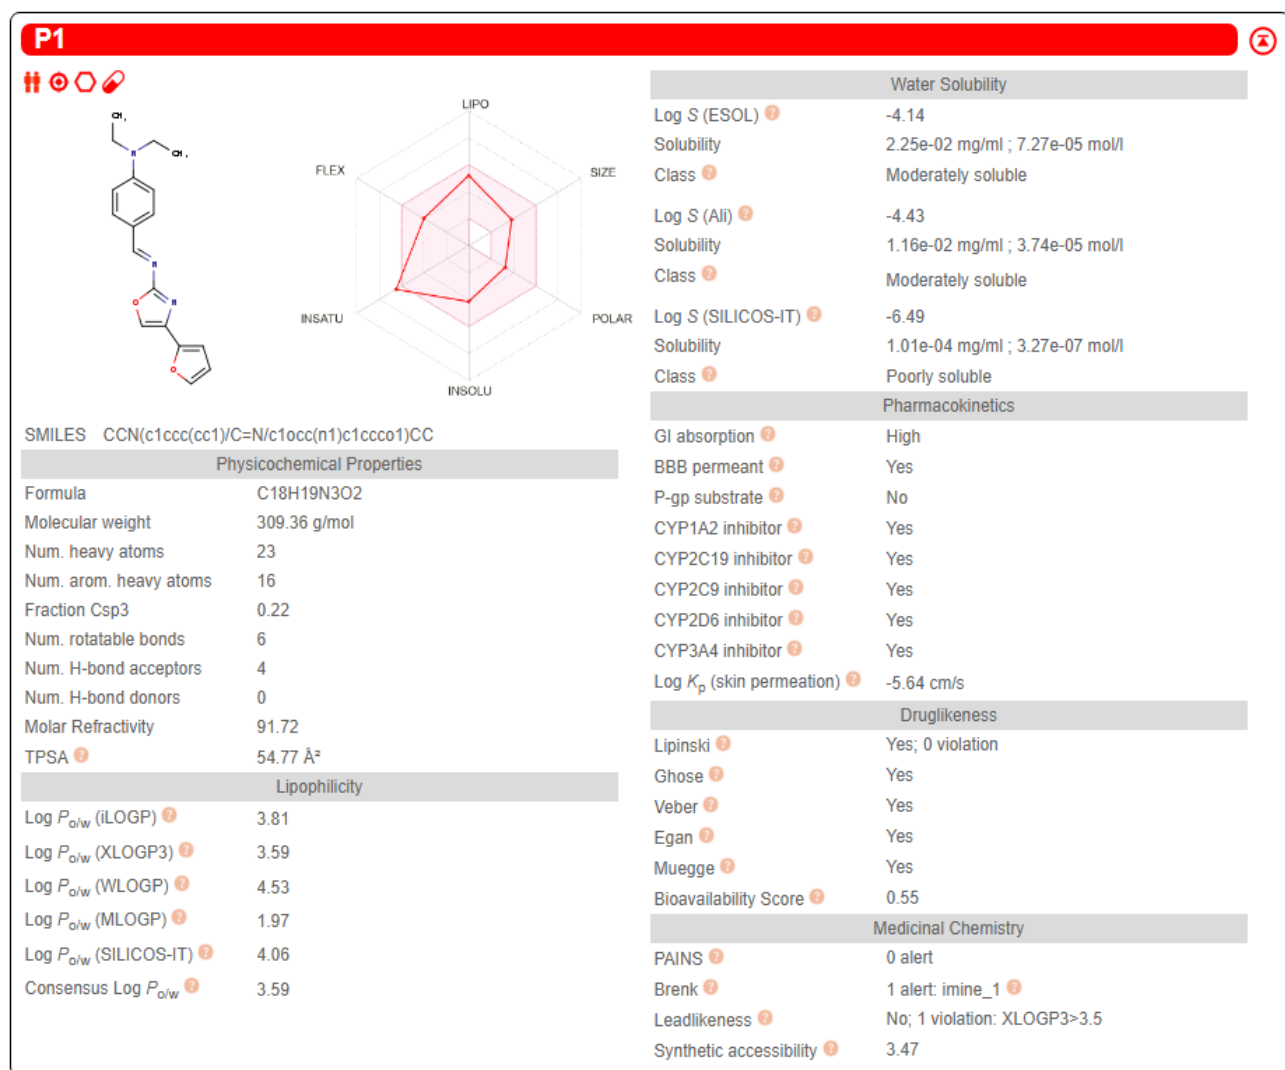 P1
CH₃
CH₃
N
N
O
N
O
LIPO
FLEX
SIZE
INSATU
POLAR
INSOLU
SMILES CCN(c1ccc(cc1)/C=N/c1occ(n1)c1ccco1)CC
Physicochemical Properties
Formula C18H19N3O2
Molecular weight 309.36 g/mol
Num. heavy atoms 23
Num. arom. heavy atoms 16
Fraction Csp3 0.22
Num. rotatable bonds 6
Num. H-bond acceptors 4
Num. H-bond donors 0
Molar Refractivity 91.72
TPSA ? 54.77 Å²
Lipophilicity
Log Po/w (iLOGP) ? 3.81
Log Po/w (XLOGP3) ? 3.59
Log Po/w (WLOGP) ? 4.53
Log Po/w (MLOGP) ? 1.97
Log Po/w (SILICOS-IT) ? 4.06
Consensus Log Po/w ? 3.59
Water Solubility
Log S (ESOL) ? -4.14
Solubility 2.25e-02 mg/ml ; 7.27e-05 mol/l
Class ? Moderately soluble
Log S (Ali) ? -4.43
Solubility 1.16e-02 mg/ml ; 3.74e-05 mol/l
Class ? Moderately soluble
Log S (SILICOS-IT) ? -6.49
Solubility 1.01e-04 mg/ml ; 3.27e-07 mol/l
Class ? Poorly soluble
Pharmacokinetics
GI absorption ? High
BBB permeant ? Yes
P-gp substrate ? No
CYP1A2 inhibitor ? Yes
CYP2C19 inhibitor ? Yes
CYP2C9 inhibitor ? Yes
CYP2D6 inhibitor ? Yes
CYP3A4 inhibitor ? Yes
Log Kp (skin permeation) ? -5.64 cm/s
Druglikeness
Lipinski ? Yes; 0 violation
Ghose ? Yes
Veber ? Yes
Egan ? Yes
Muegge ? Yes
Bioavailability Score ? 0.55
Medicinal Chemistry
PAINS ? 0 alert
Brenk ? 1 alert: imine_1 ?
Leadlikeness ? No; 1 violation: XLOGP3>3.5
Synthetic accessibility ? 3.47